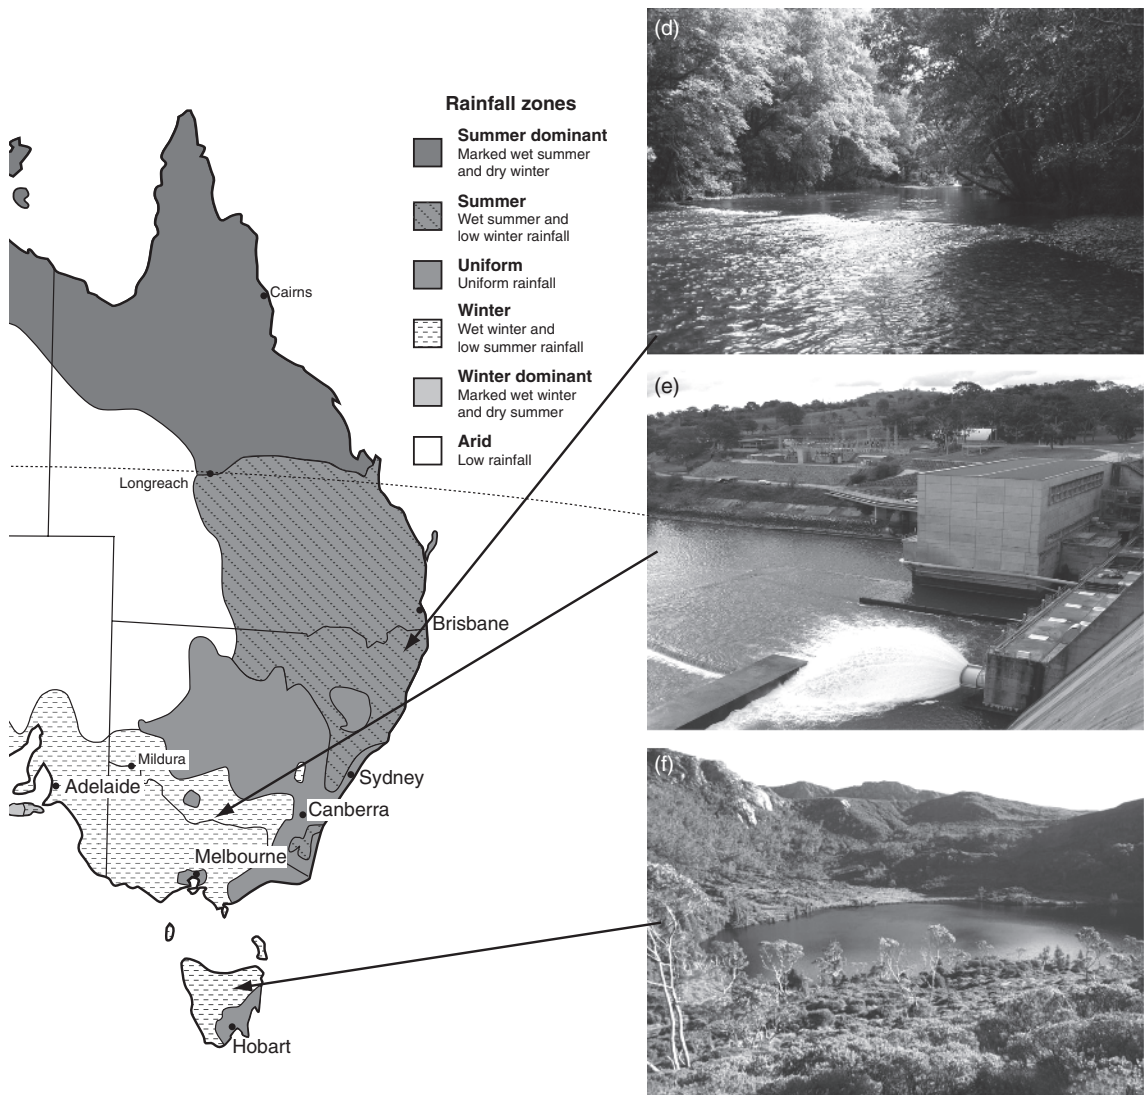 Rainfall zones
Summer dominant
Marked wet summer
and dry winter
Summer
Wet summer and
low winter rainfall
Uniform
Uniform rainfall
Winter
Wet winter and
low summer rainfall
Winter dominant
Marked wet winter
and dry summer
Arid
Low rainfall
Cairns
Longreach
Brisbane
Mildura
Adelaide
Sydney
Canberra
Melbourne
Hobart
(d)
(e)
(f)